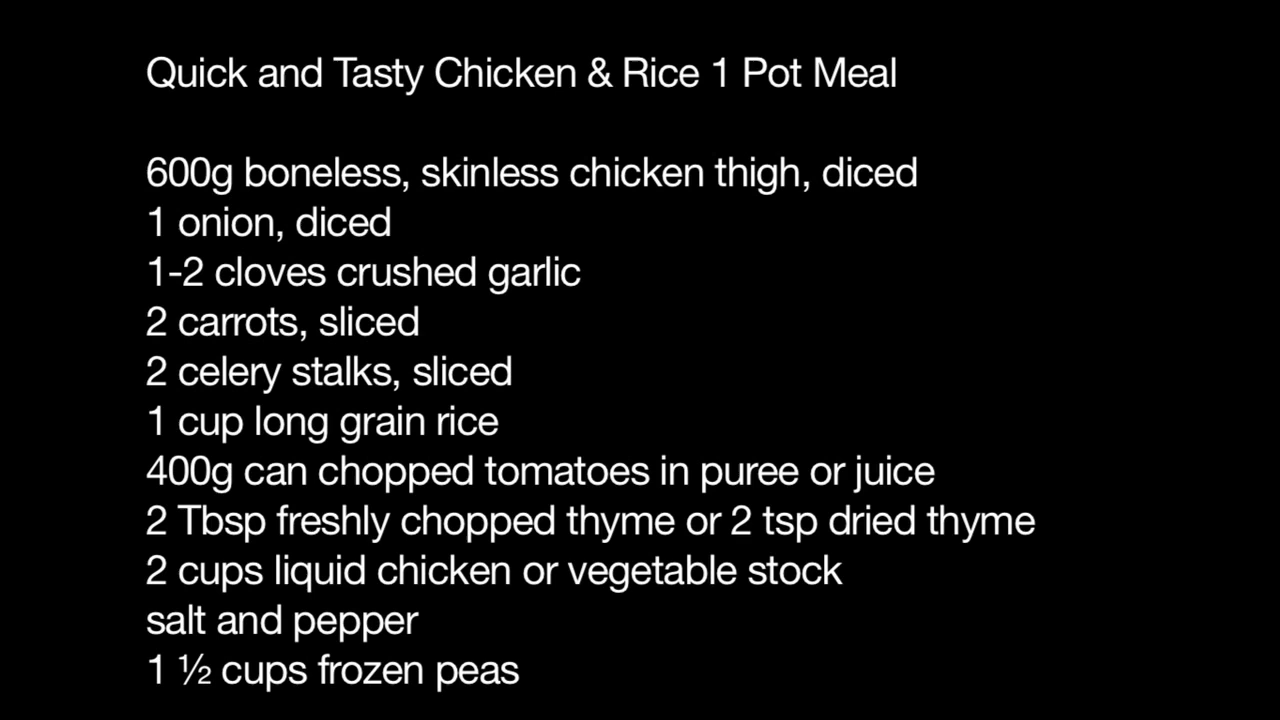 Quick and Tasty Chicken & Rice 1 Pot Meal
600g boneless, skinless chicken thigh, diced
1 onion, diced
1-2 cloves crushed garlic
2 carrots, sliced
2 celery stalks, sliced
1 cup long grain rice
400g can chopped tomatoes in puree or juice
2 Tbsp freshly chopped thyme or 2 tsp dried thyme
2 cups liquid chicken or vegetable stock
salt and pepper
1 ½ cups frozen peas